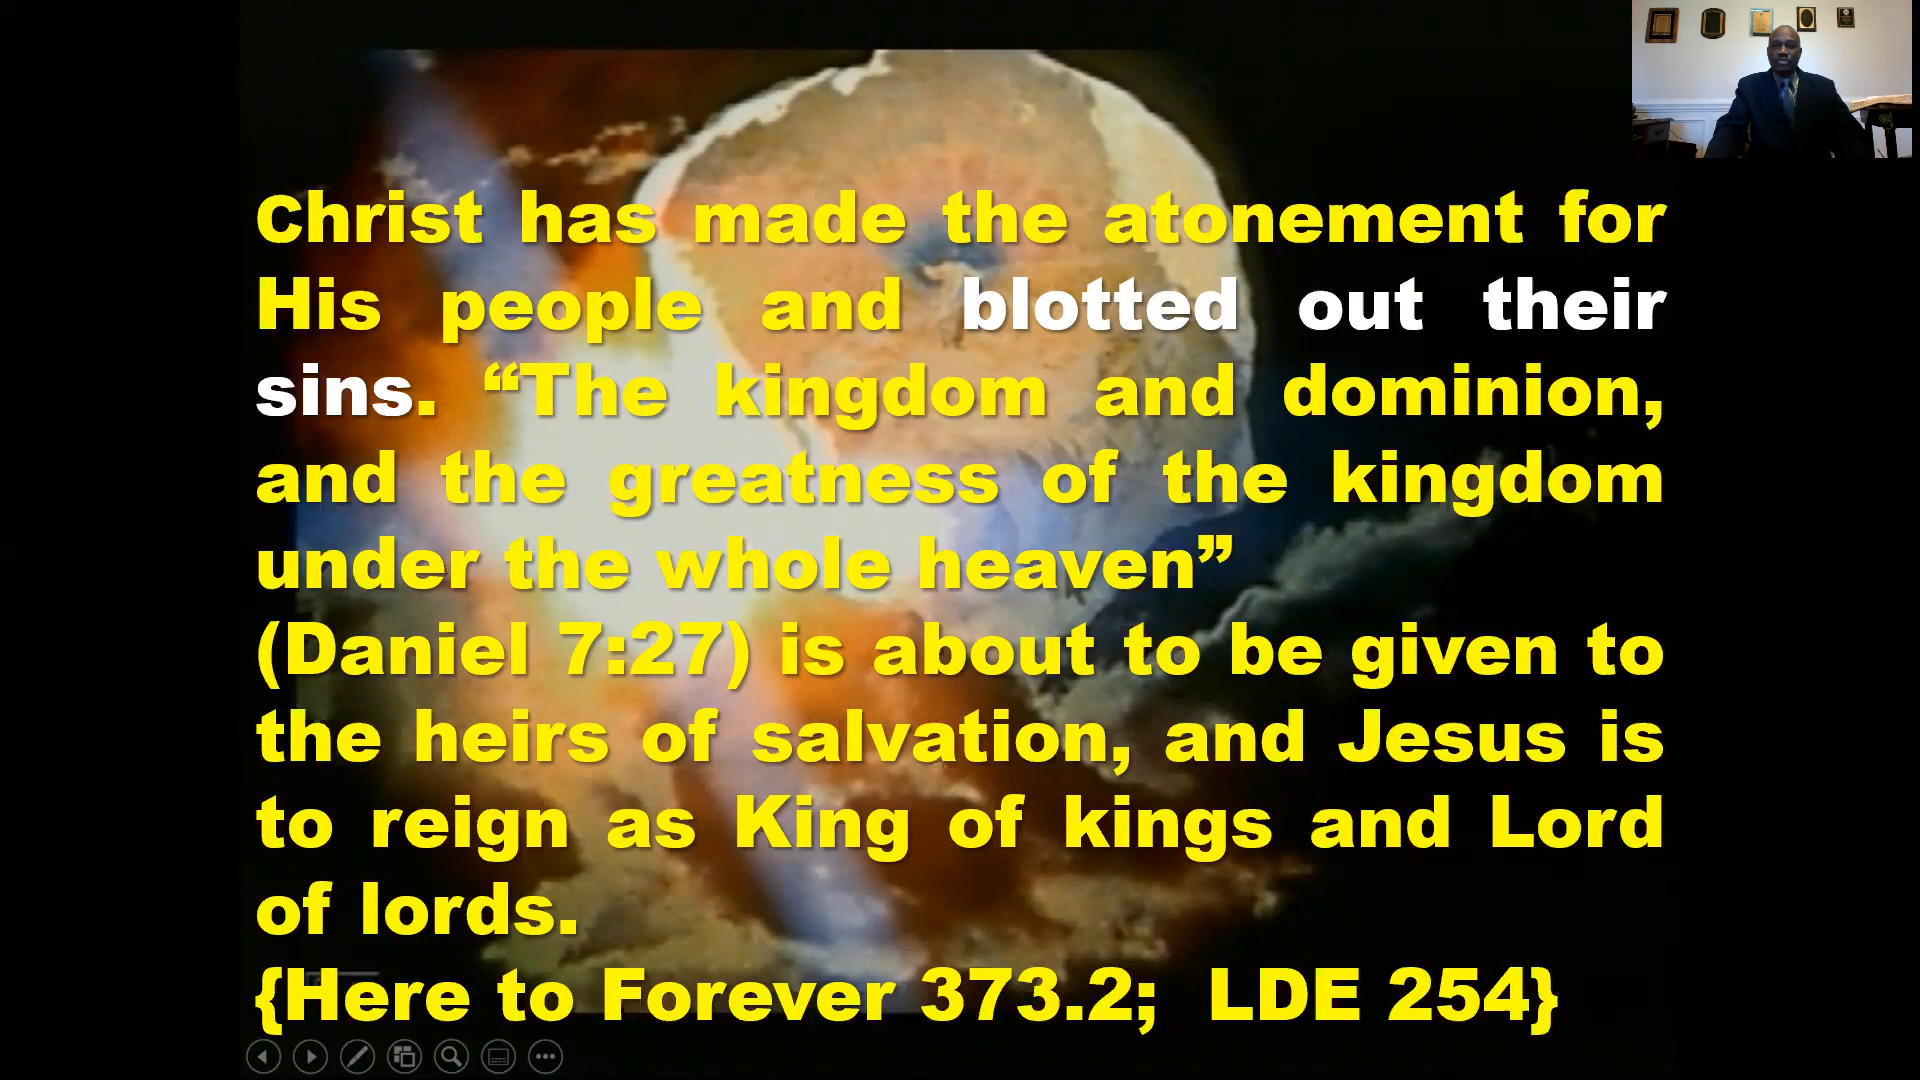 Christ has made the atonement for
His people and blotted out their
sins. “The kingdom and dominion,
and the greatness of the kingdom
under the whole heaven”
(Daniel 7:27) is about to be given to
the heirs of salvation, and Jesus is
to reign as King of kings and Lord
of lords.
{Here to Forever 373.2;  LDE 254}